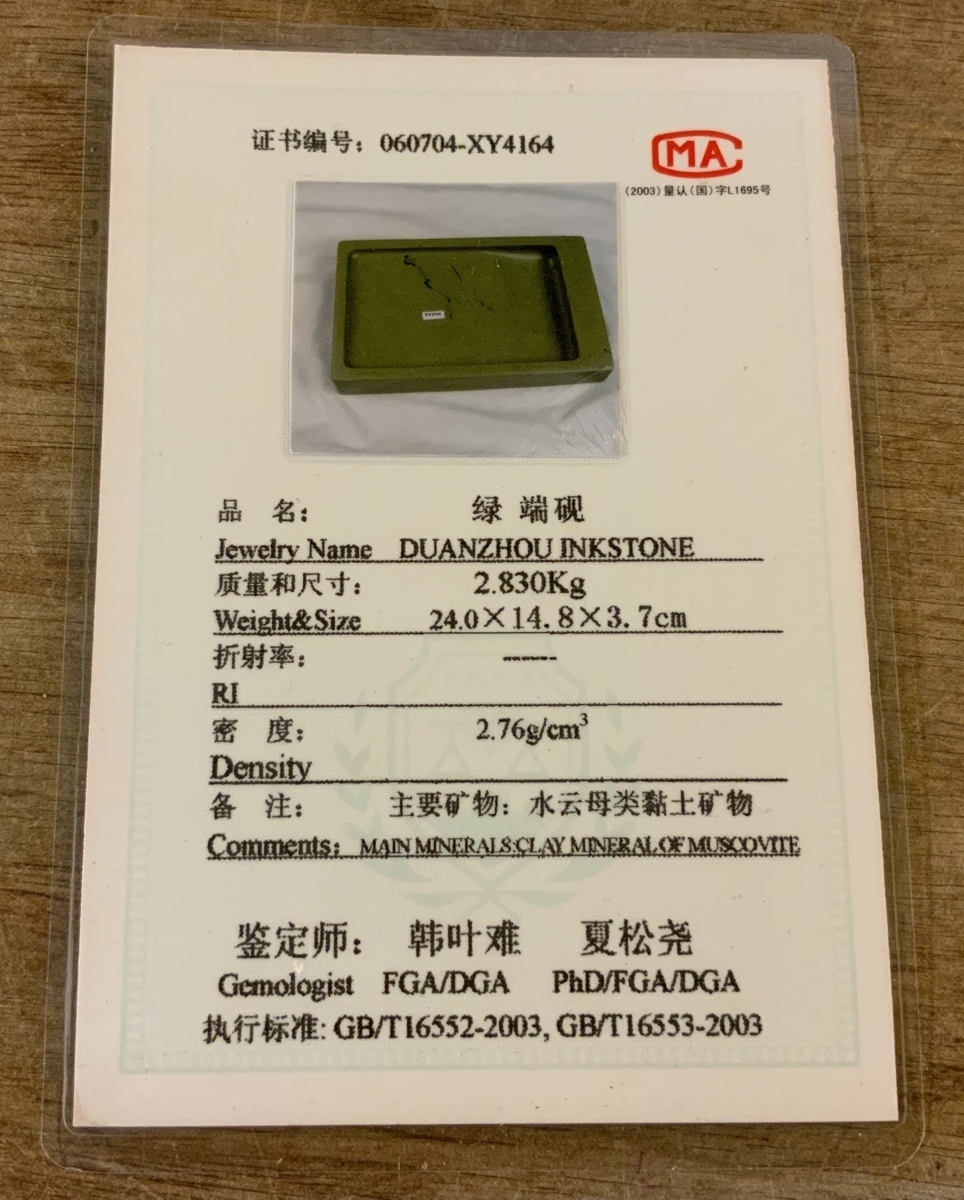 证书编号：060704-XY4164
CMA
(2003)量认(国)字L1695号
品 名： 绿 端砚
Jewelry Name DUANZHOU INKSTONE
质量和尺寸： 2.830Kg
Weight&Size 24.0×14.8×3.7cm
折射率： ------
RI
密 度： 2.76g/cm³
Density
备 注： 主要矿物：水云母类黏土矿物
Comments: MAIN MINERALS:CLAY MINERAL OF MUSCOVITE
鉴定师： 韩叶难 夏松尧
Gemologist FGA/DGA PhD/FGA/DGA
执行标准: GB/T16552-2003, GB/T16553-2003